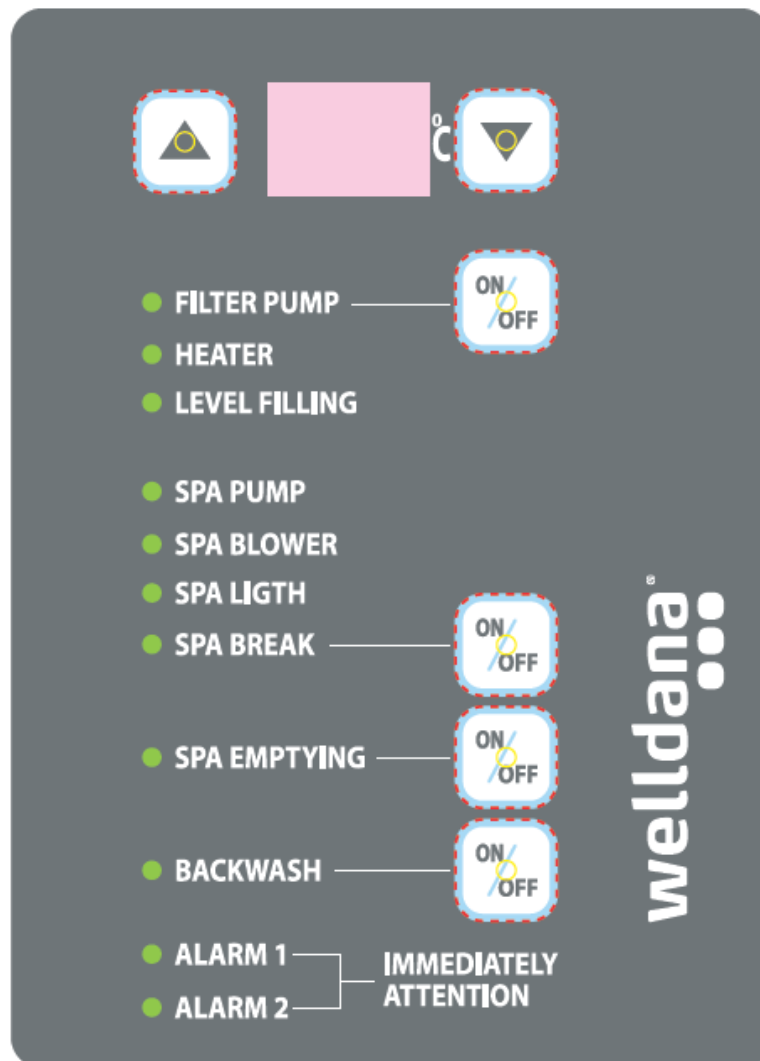 °C
FILTER PUMP
ON
OFF
HEATER
LEVEL FILLING
SPA PUMP
SPA BLOWER
SPA LIGTH
SPA BREAK
ON
OFF
SPA EMPTYING
ON
OFF
BACKWASH
ON
OFF
ALARM 1
ALARM 2
IMMEDIATELY
ATTENTION
welldana®